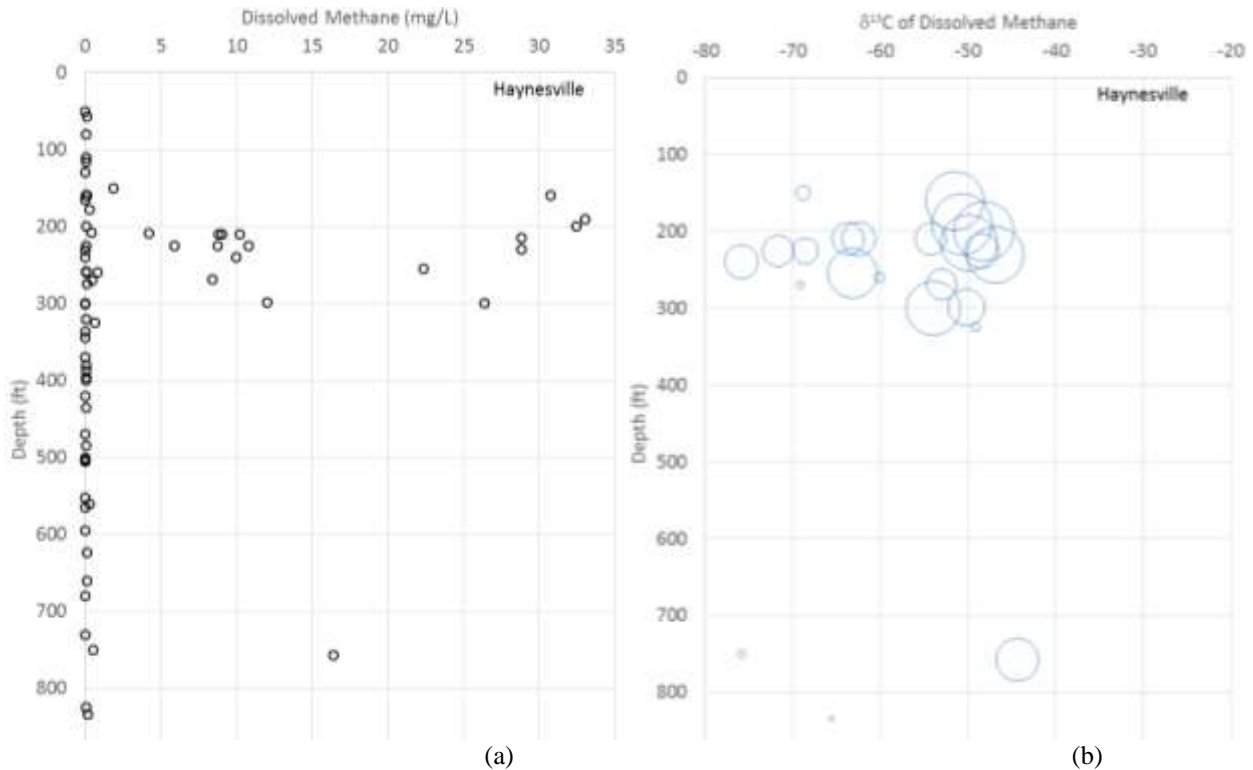 Dissolved Methane (mg/L)
0 5 10 15 20 25 30 35
0
100
200
300
400
500
600
700
800
Depth (ft)
Haynesville
(a)
δ¹³C of Dissolved Methane
-80 -70 -60 -50 -40 -30 -20
0
100
200
300
400
500
600
700
800
Depth (ft)
Haynesville
(b)